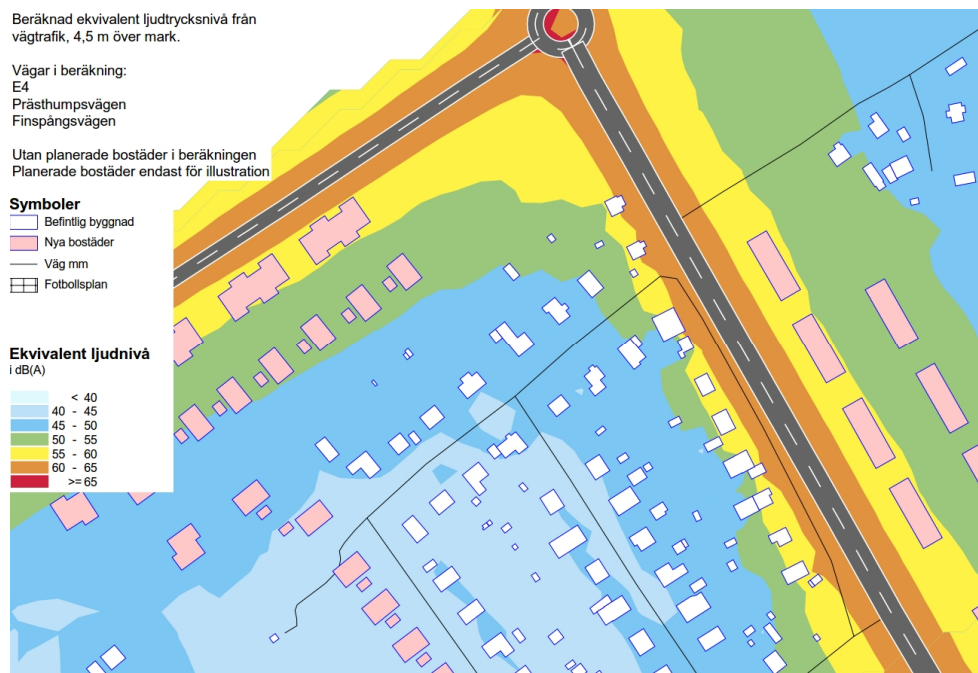 Beräknad ekvivalent ljudtrycksnivå från
vägtrafik, 4,5 m över mark.
Vägar i beräkning:
E4
Prästhumpsvägen
Finspångsvägen
Utan planerade bostäder i beräkningen
Planerade bostäder endast för illustration
Symboler
Befintlig byggnad
Nya bostäder
Väg mm
Fotbollsplan
Ekvivalent ljudnivå
i dB(A)
< 40
40 - 45
45 - 50
50 - 55
55 - 60
60 - 65
>= 65